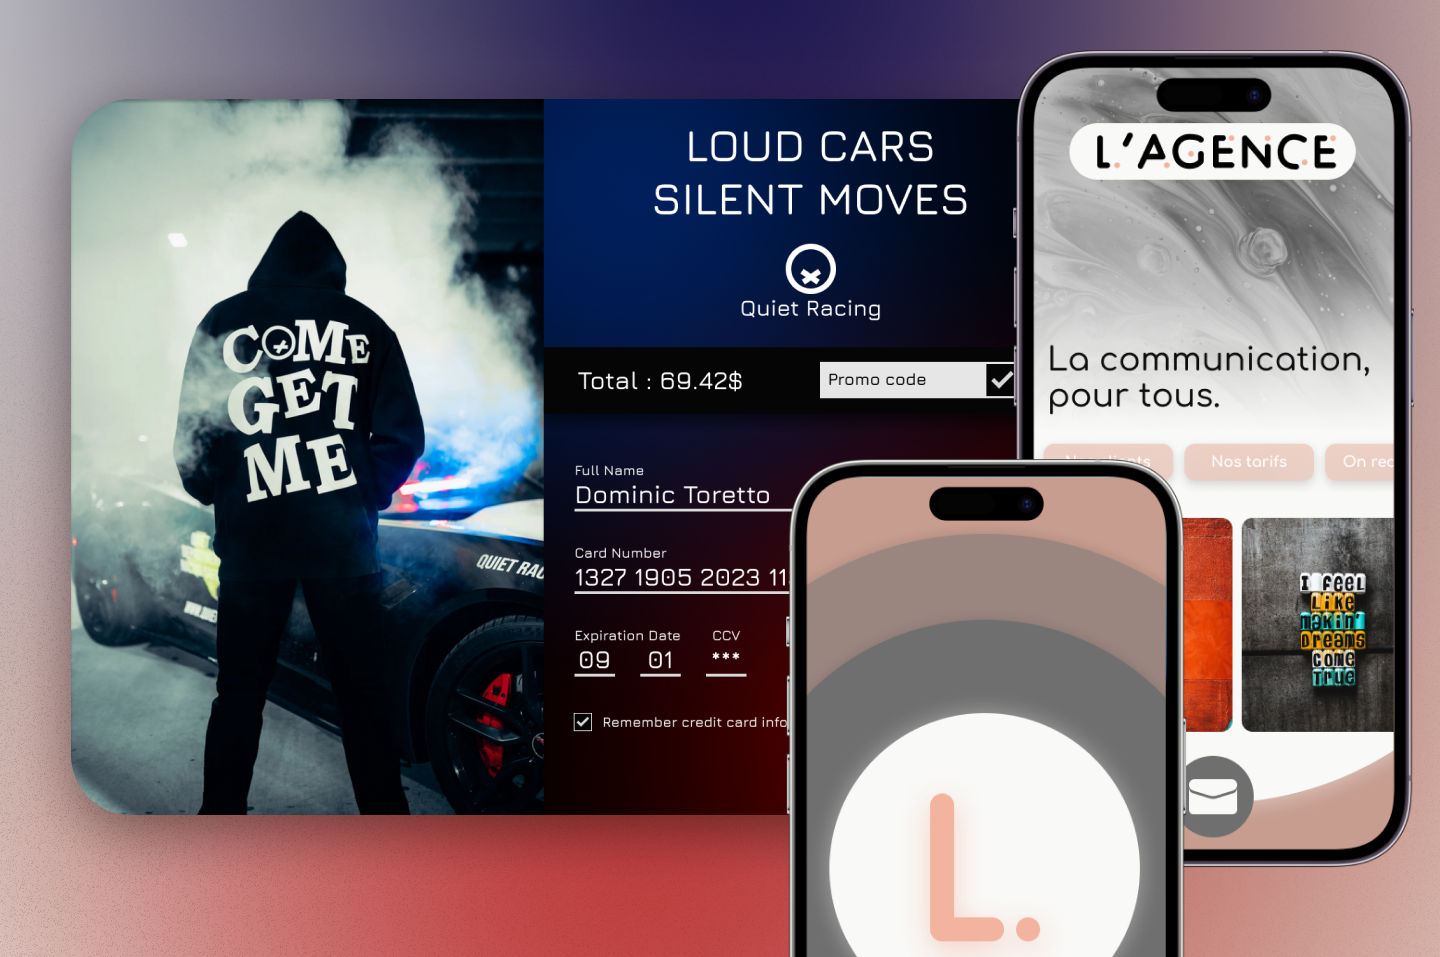 COME
GET
ME
QUIET RAC
LOUD CARS
SILENT MOVES
Quiet Racing
Total : 69.42$
Promo code
Full Name
Dominic Toretto
Card Number
1327 1905 2023 11
Expiration Date
CCV
09
01
***
Remember credit card info
L'AGENCE
La communication,
pour tous.
Nos tarifs
On rec
I FEEL
LiKe
MaKiN'
DReaMS
COMe
TRUe
L.